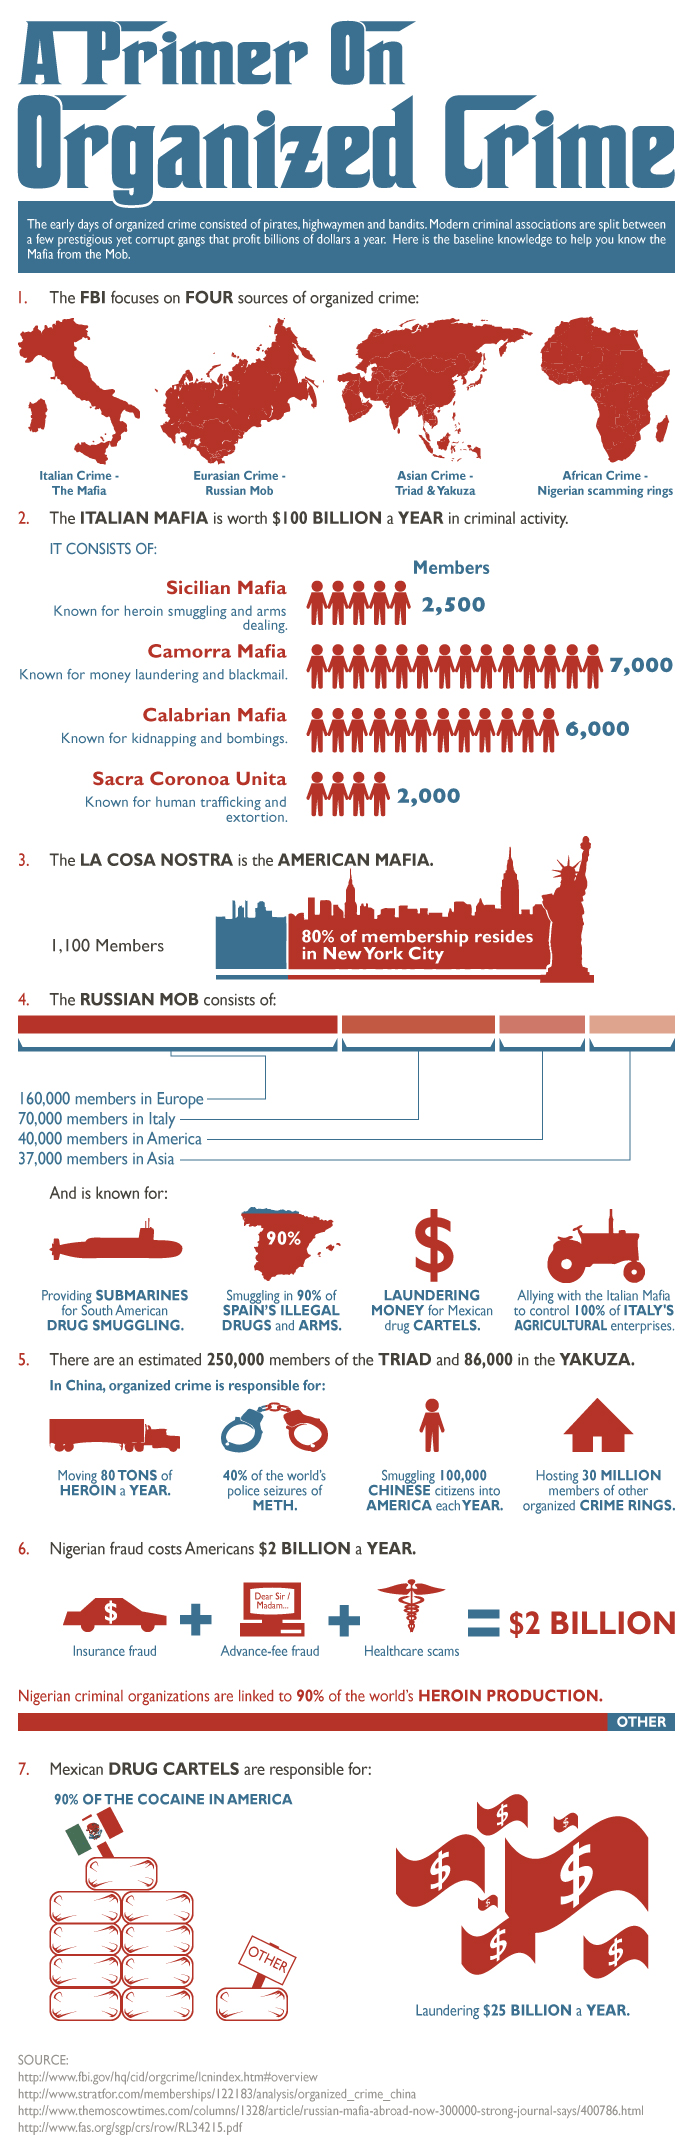 A Primer On
Organized Crime
The early days of organized crime consisted of pirates, highwaymen and bandits. Modern criminal associations are split between
a few prestigious yet corrupt gangs that profit billions of dollars a year. Here is the baseline knowledge to help you know the
Mafia from the Mob.
1. The FBI focuses on FOUR sources of organized crime:
Italian Crime -
The Mafia
Eurasian Crime -
Russian Mob
Asian Crime -
Triad & Yakuza
African Crime -
Nigerian scamming rings
2. The ITALIAN MAFIA is worth $100 BILLION a YEAR in criminal activity.
IT CONSISTS OF:
Members
Sicilian Mafia
Known for heroin smuggling and arms
dealing.
2,500
Camorra Mafia
Known for money laundering and blackmail.
7,000
Calabrian Mafia
Known for kidnapping and bombings.
6,000
Sacra Coronoa Unita
Known for human trafficking and
extortion.
2,000
3. The LA COSA NOSTRA is the AMERICAN MAFIA.
1,100 Members
80% of membership resides
in New York City
4. The RUSSIAN MOB consists of:
160,000 members in Europe
70,000 members in Italy
40,000 members in America
37,000 members in Asia
And is known for:
90%
$
Providing SUBMARINES
for South American
DRUG SMUGGLING.
Smuggling in 90% of
SPAIN'S ILLEGAL
DRUGS and ARMS.
LAUNDERING
MONEY for Mexican
drug CARTELS.
Allying with the Italian Mafia
to control 100% of ITALY'S
AGRICULTURAL enterprises.
5. There are an estimated 250,000 members of the TRIAD and 86,000 in the YAKUZA.
In China, organized crime is responsible for:
Moving 80 TONS of
HEROIN a YEAR.
40% of the world's
police seizures of
METH.
Smuggling 100,000
CHINESE citizens into
AMERICA each YEAR.
Hosting 30 MILLION
members of other
organized CRIME RINGS.
6. Nigerian fraud costs Americans $2 BILLION a YEAR.
$
+
Dear Sir /
Madam...
+
= $2 BILLION
Insurance fraud
Advance-fee fraud
Healthcare scams
Nigerian criminal organizations are linked to 90% of the world's HEROIN PRODUCTION.
OTHER
7. Mexican DRUG CARTELS are responsible for:
90% OF THE COCAINE IN AMERICA
OTHER
$
$
$
$
$
$
$
Laundering $25 BILLION a YEAR.
SOURCE:
http://www.fbi.gov/hq/cid/orgcrime/lcnindex.htm#overview
http://www.stratfor.com/memberships/122183/analysis/organized_crime_china
http://www.themoscowtimes.com/columns/1328/article/russian-mafia-abroad-now-300000-strong-journal-says/400786.html
http://www.fas.org/sgp/crs/row/RL34215.pdf